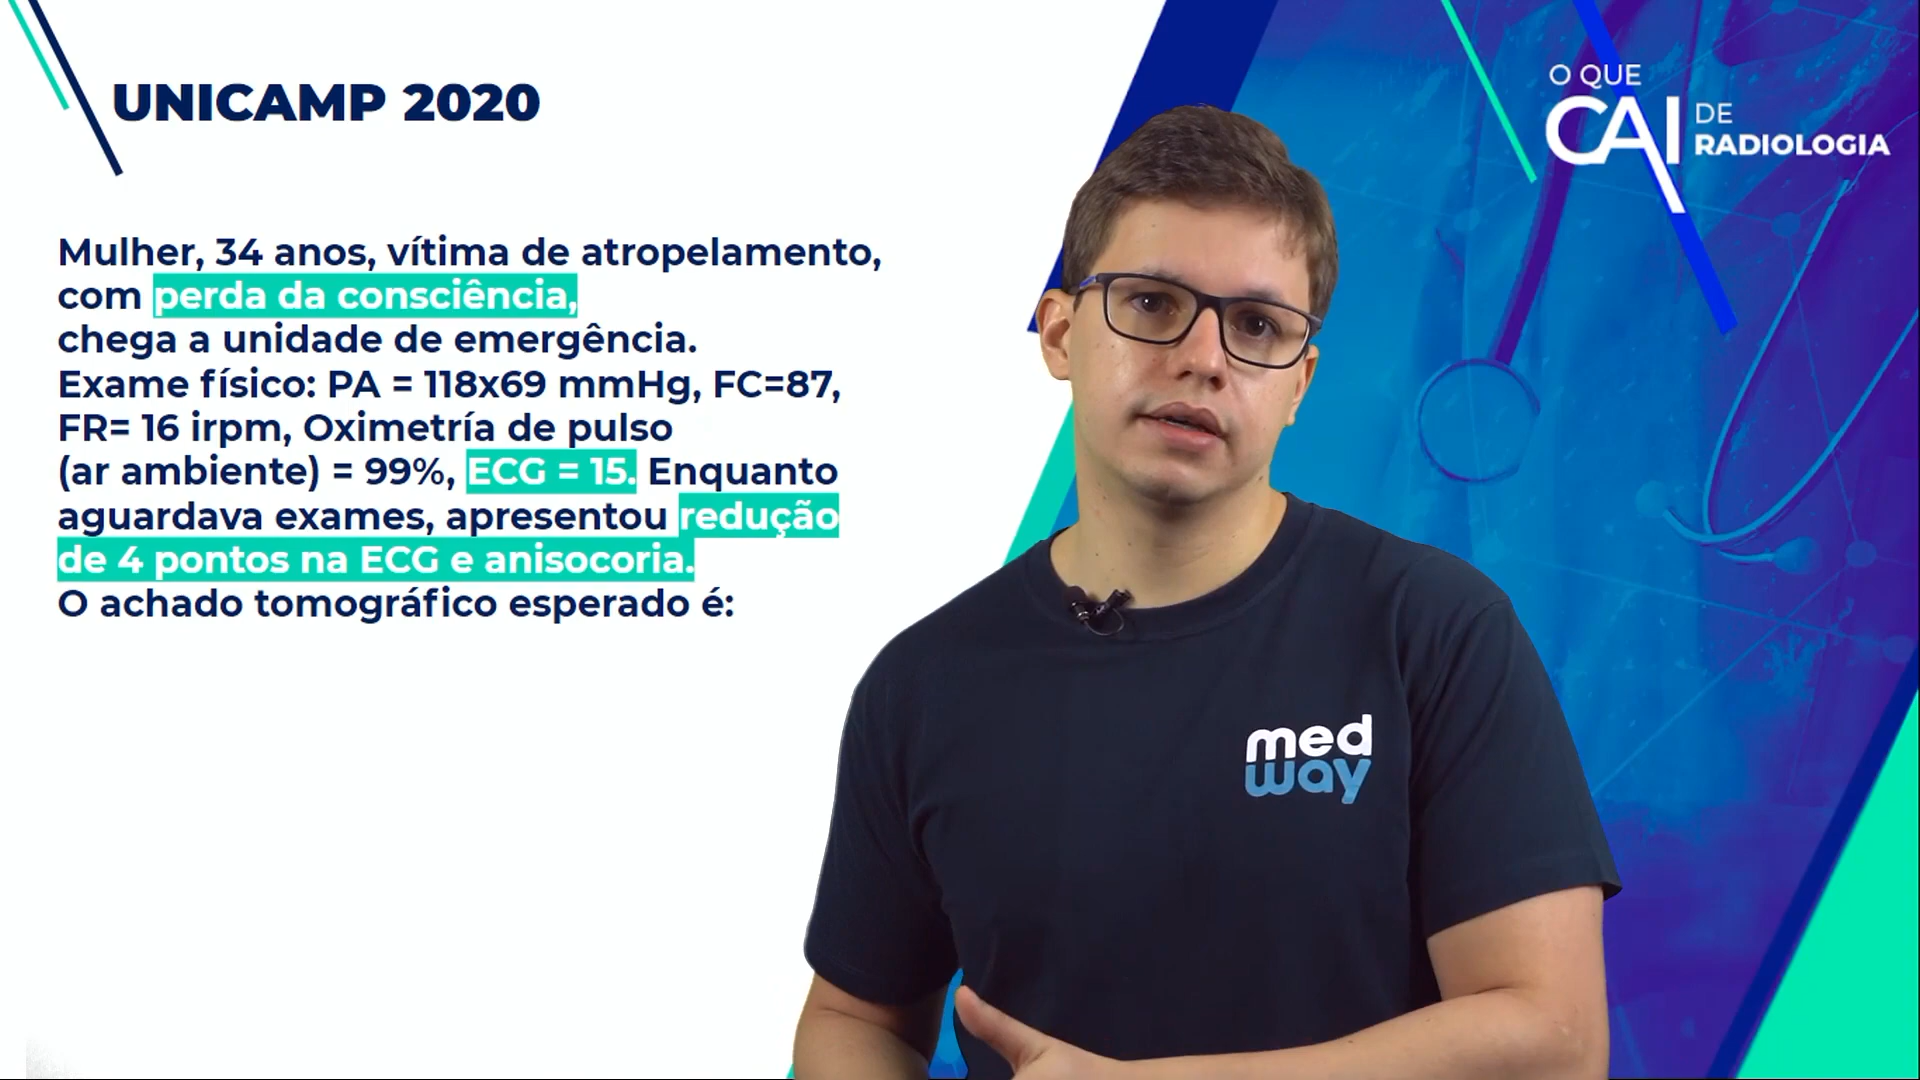 UNICAMP 2020
O QUE
CAI DE
RADIOLOGIA
Mulher, 34 anos, vítima de atropelamento,
com perda da consciência,
chega a unidade de emergência.
Exame físico: PA = 118x69 mmHg, FC=87,
FR= 16 irpm, Oximetría de pulso
(ar ambiente) = 99%, ECG = 15. Enquanto
aguardava exames, apresentou redução
de 4 pontos na ECG e anisocoria.
O achado tomográfico esperado é:
med
way